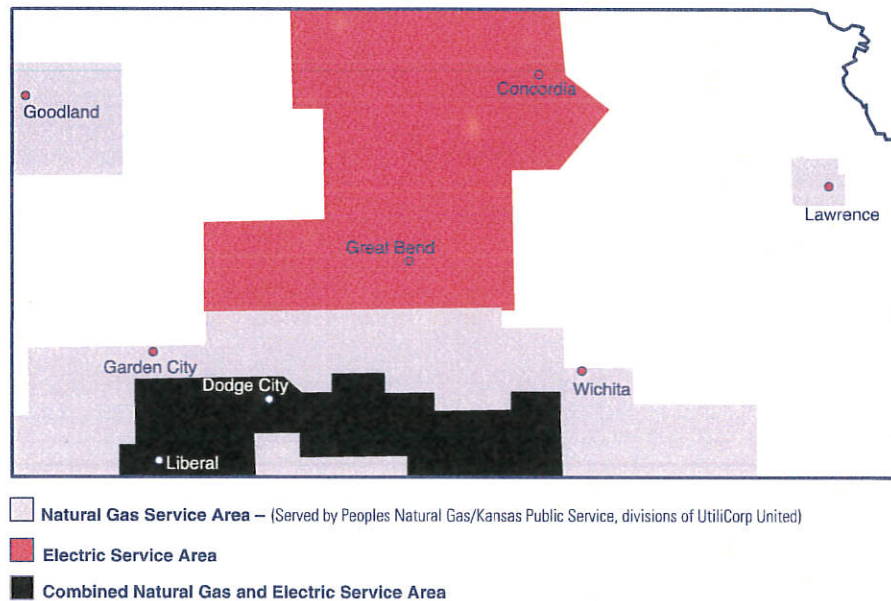 Concordia
Goodland
Lawrence
Great Bend
Garden City
Dodge City
Wichita
Liberal
Natural Gas Service Area – (Served by Peoples Natural Gas/Kansas Public Service, divisions of UtiliCorp United)
Electric Service Area
Combined Natural Gas and Electric Service Area